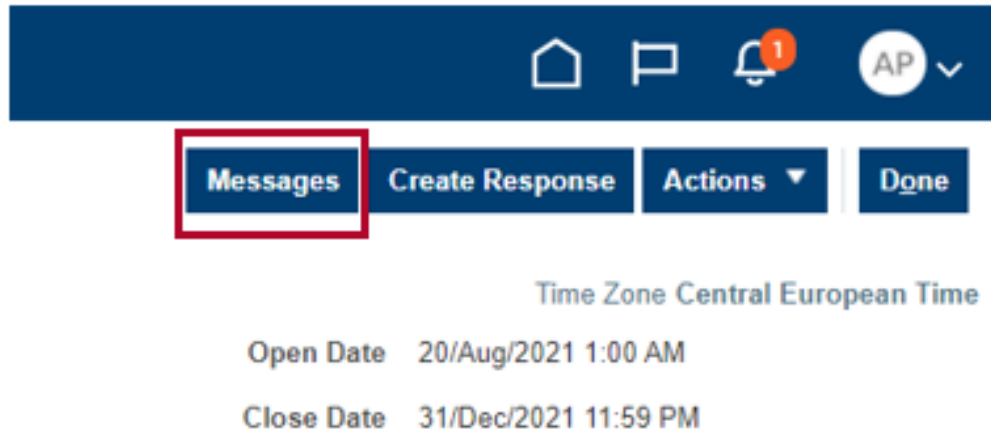 1
AP
Messages Create Response Actions Done
Time Zone Central European Time
Open Date 20/Aug/2021 1:00 AM
Close Date 31/Dec/2021 11:59 PM